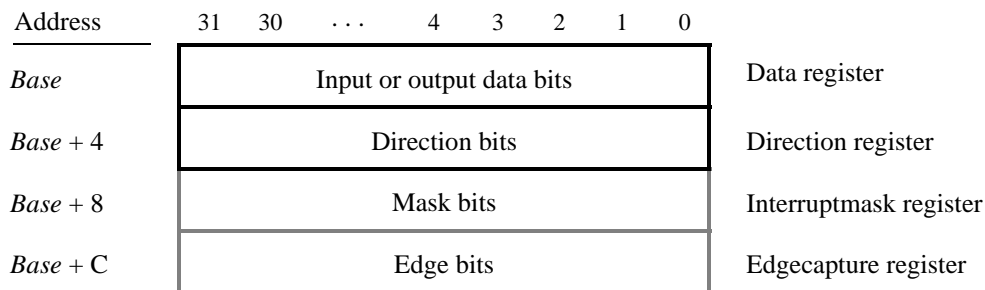 Address 31 30 . . . 4 3 2 1 0
Base Input or output data bits Data register
Base + 4 Direction bits Direction register
Base + 8 Mask bits Interruptmask register
Base + C Edge bits Edgecapture register